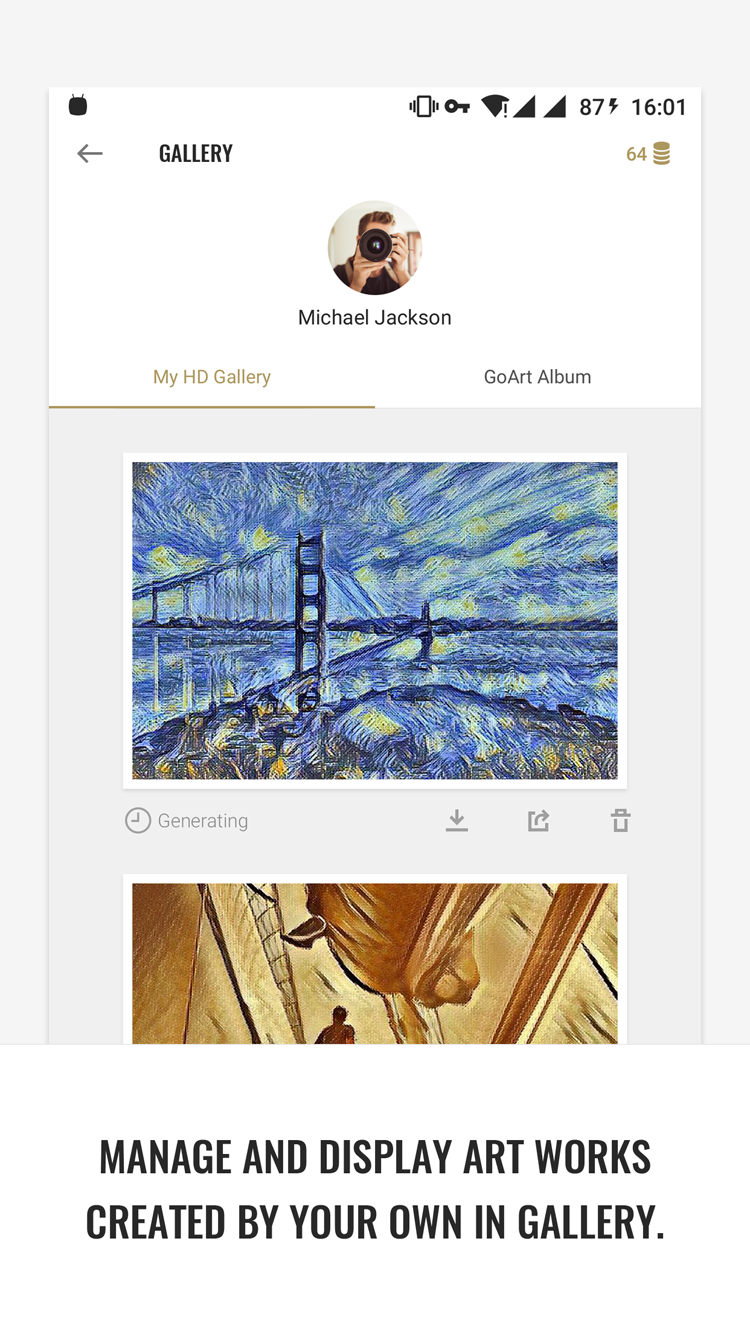 87 16:01
GALLERY 64
Michael Jackson
My HD Gallery GoArt Album
Generating
MANAGE AND DISPLAY ART WORKS
CREATED BY YOUR OWN IN GALLERY.